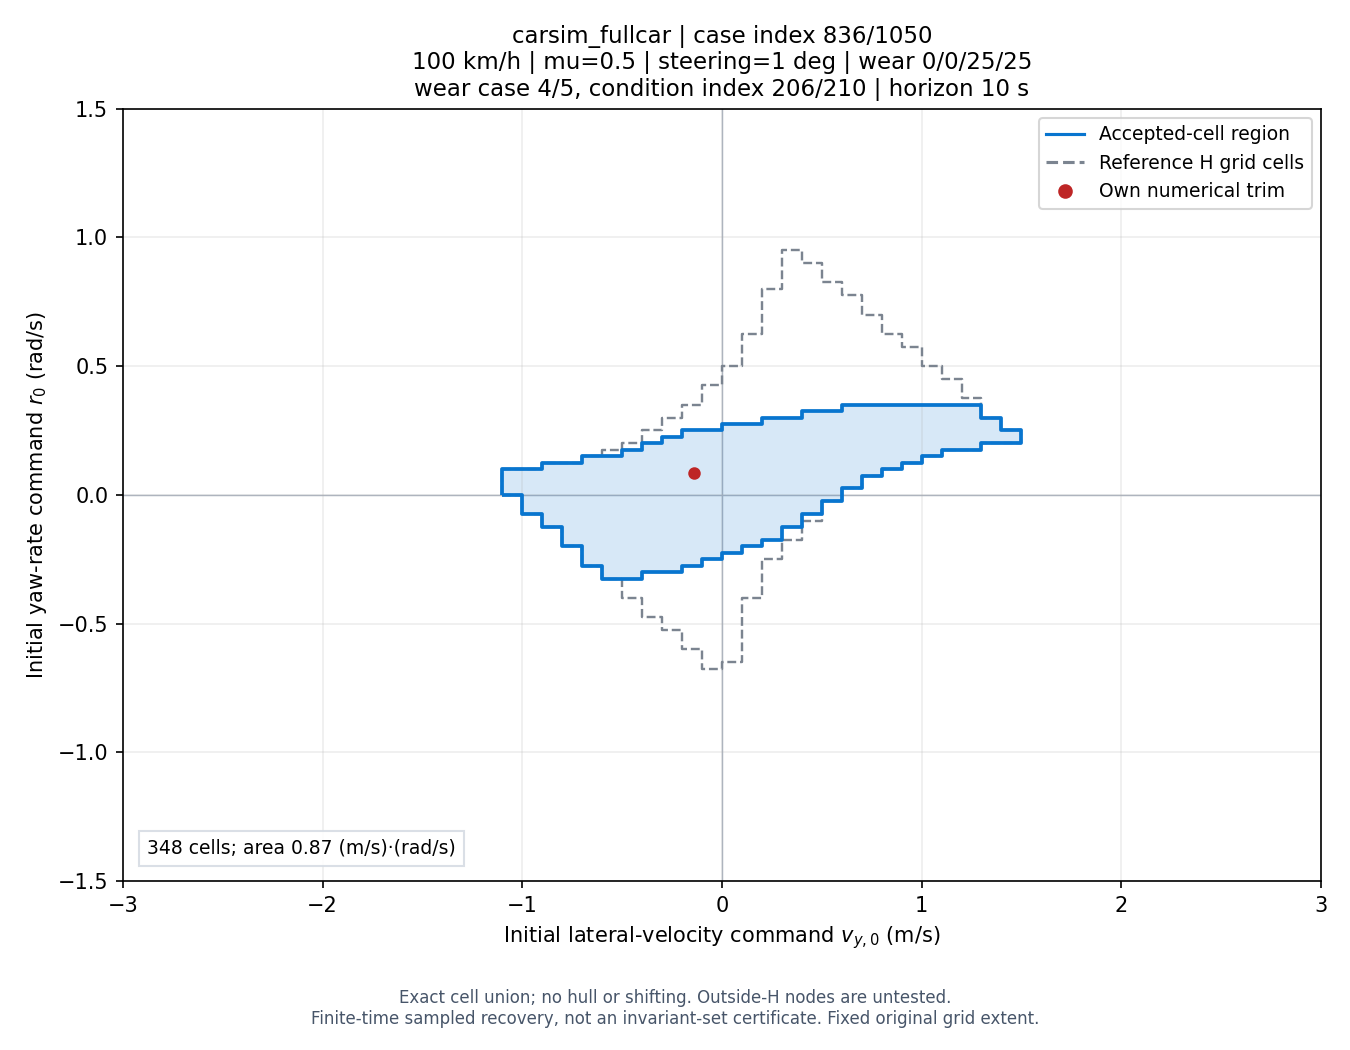 carsim_fullcar | case index 836/1050
100 km/h | mu=0.5 | steering=1 deg | wear 0/0/25/25
wear case 4/5, condition index 206/210 | horizon 10 s
Accepted-cell region
Reference H grid cells
Own numerical trim
1.5
1.0
0.5
0.0
−0.5
−1.0
−1.5
Initial yaw-rate command r0 (rad/s)
348 cells; area 0.87 (m/s)·(rad/s)
−3
−2
−1
0
1
2
3
Initial lateral-velocity command vy,0 (m/s)
Exact cell union; no hull or shifting. Outside-H nodes are untested.
Finite-time sampled recovery, not an invariant-set certificate. Fixed original grid extent.